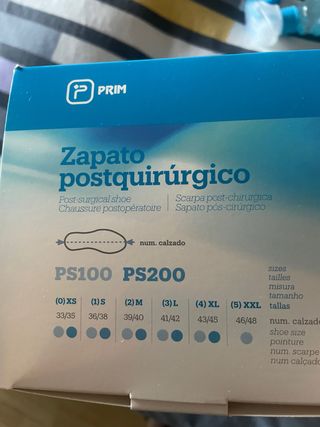 PRIM
Zapato
postquirúrgico
Post-surgical shoe
Chaussure postopératoire
Scarpa post-chirurgica
Sapato pós-cirúrgico
num. calzado
PS100 PS200
sizes
tailles
misura
tamanho
tallas
(0) XS (1) S (2) M (3) L (4) XL (5) XXL
33/35 36/38 39/40 41/42 43/45 46/48
num. calzado
shoe size
pointure
num. scarpe
num calçado